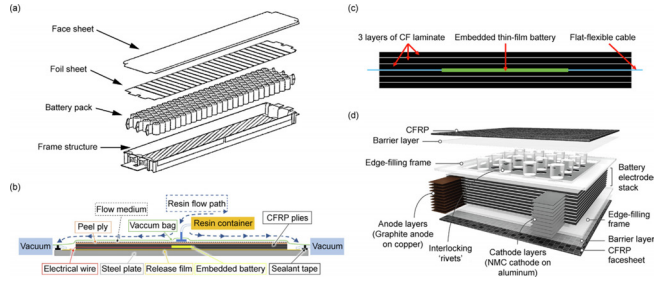 (a)
Face sheet
Foil sheet
Battery pack
Frame structure
(b)
Resin flow path
Flow medium
Peel ply
Vacuum bag
Resin container
CFRP plies
Vacuum
Vacuum
Electrical wire
Steel plate
Release film
Embedded battery
Sealant tape
(c)
3 layers of CF laminate
Embedded thin-film battery
Flat-flexible cable
(d)
CFRP
Barrier layer
Edge-filling frame
Battery
electrode
stack
Anode layers
(Graphite anode
on copper)
Interlocking
'rivets'
Cathode layers
(NMC cathode on
aluminum)
Edge-filling
frame
Barrier layer
CFRP
facesheet